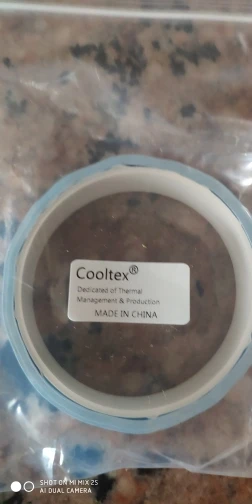 Cooltex®
Dedicated of Thermal
Management & Production
MADE IN CHINA
SHOT ON MI MIX 2S
AI DUAL CAMERA